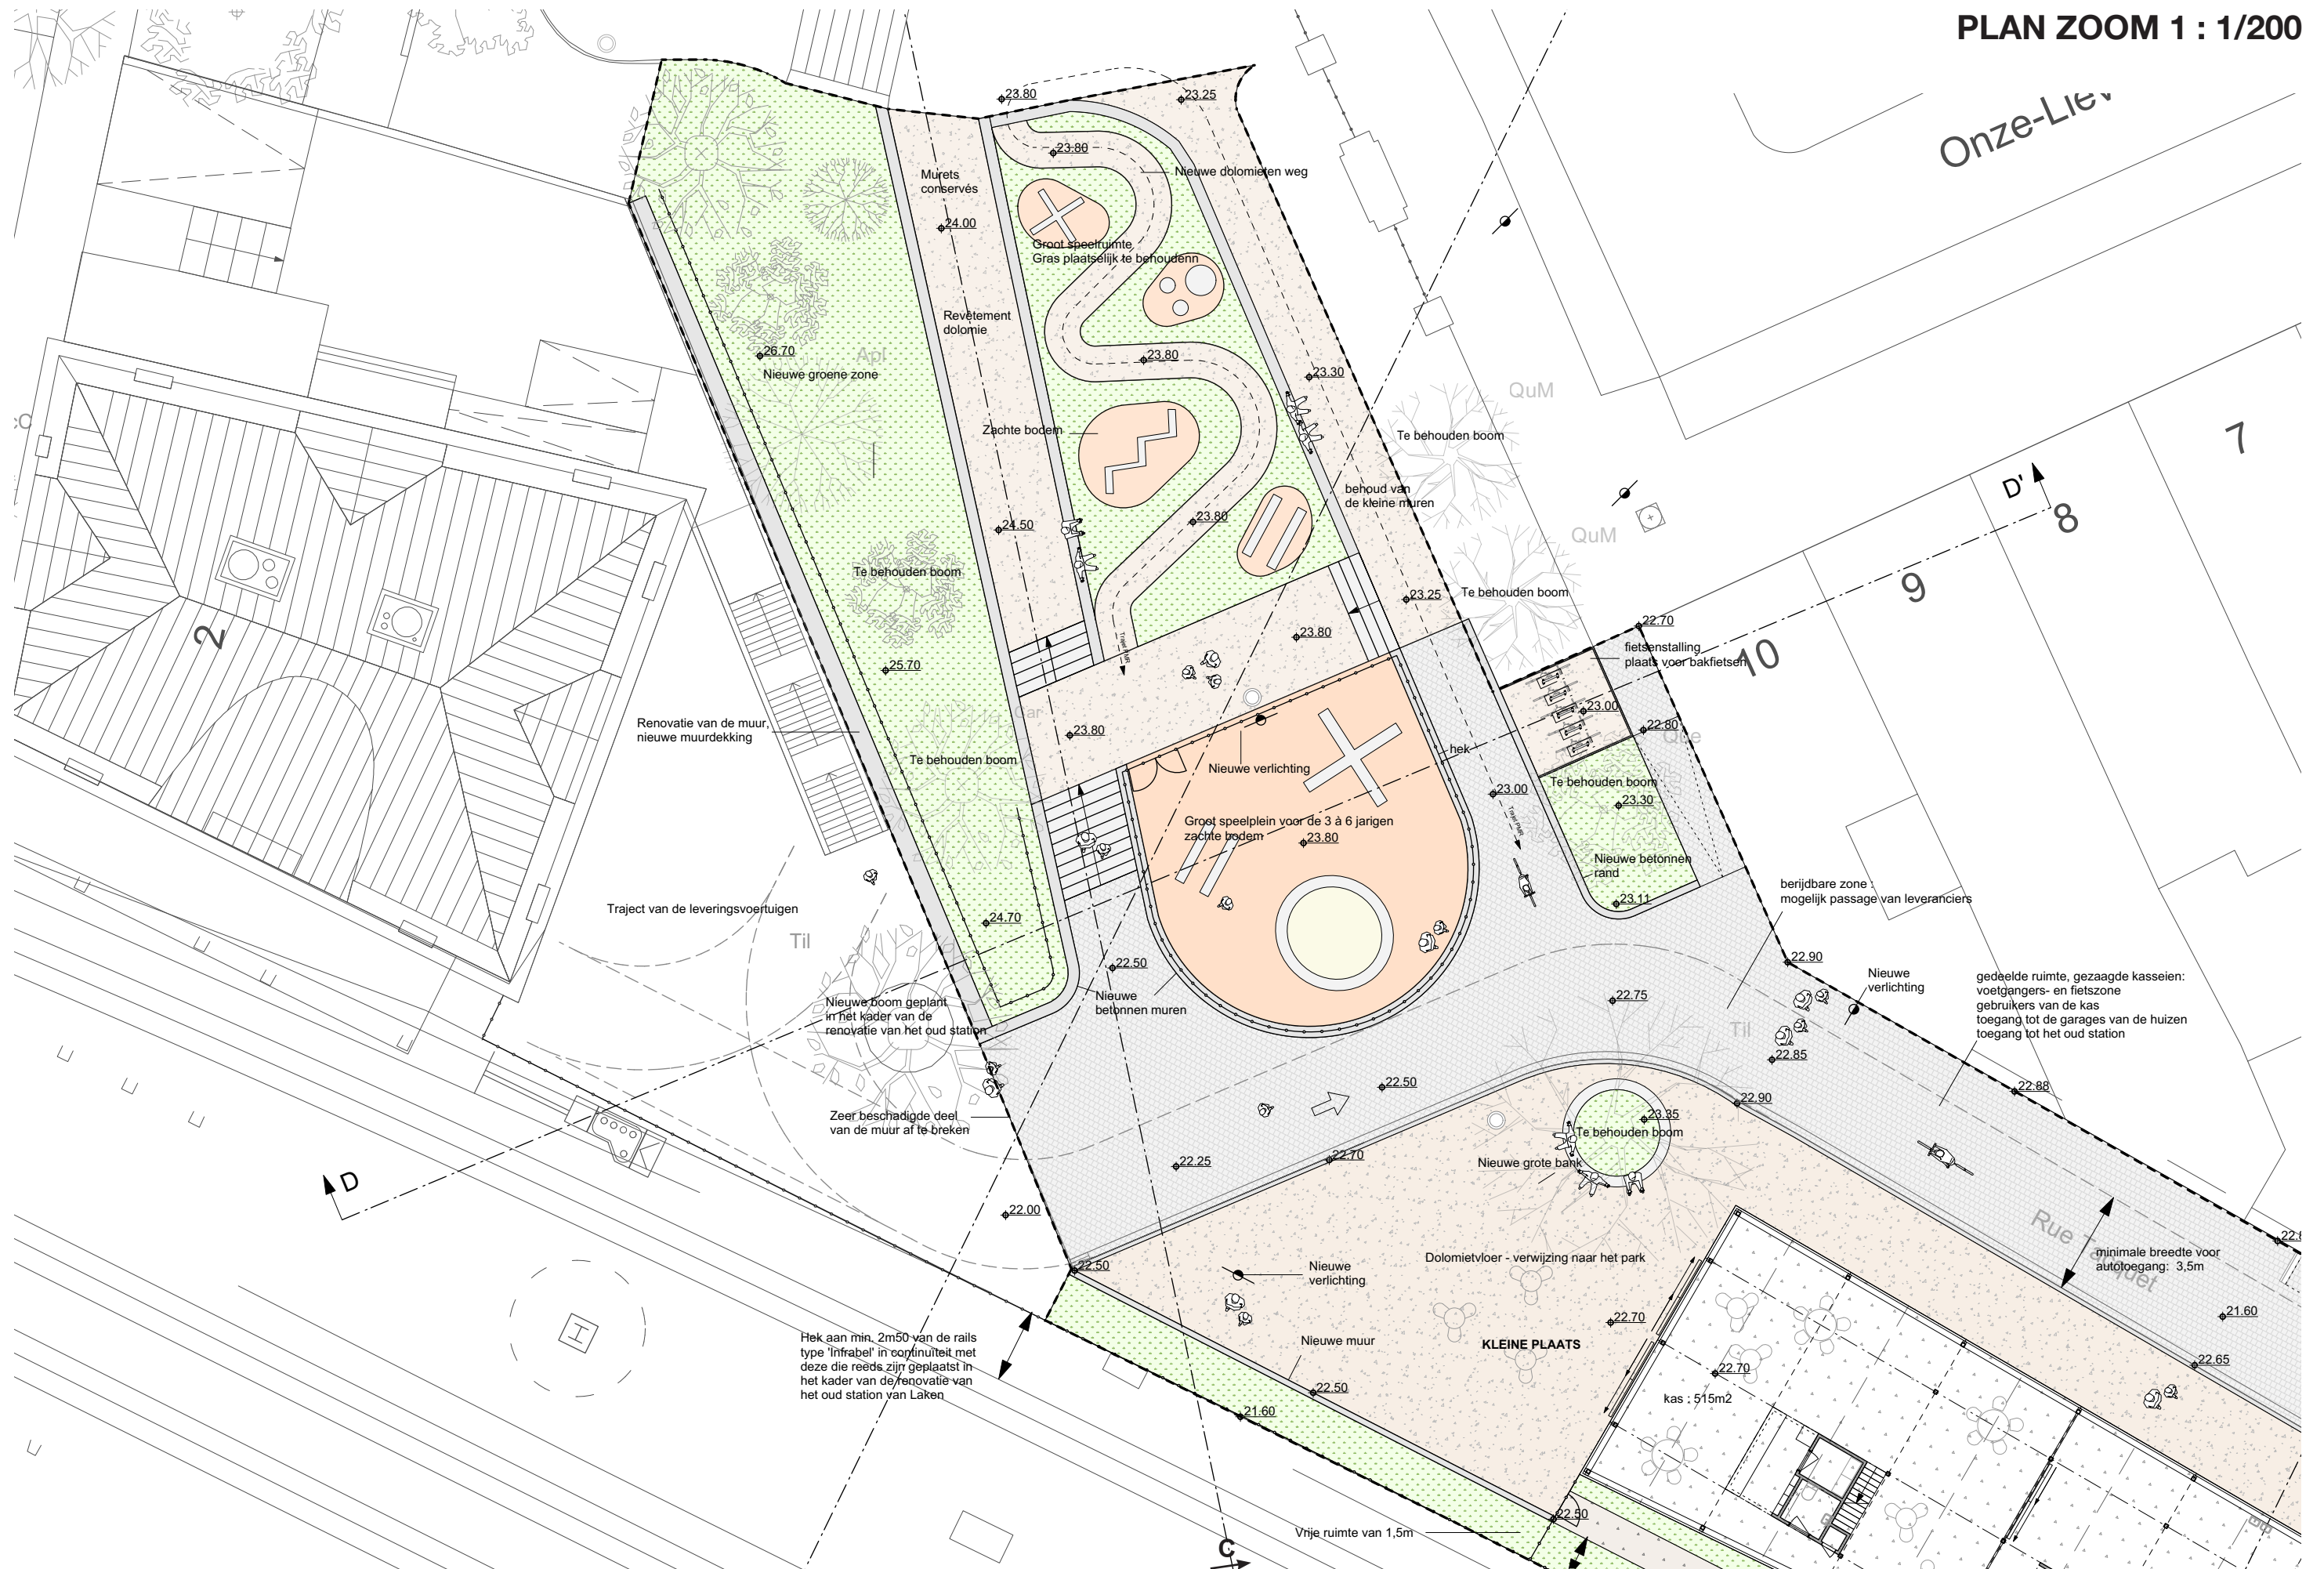 PLAN ZOOM 1 : 1/200
23.80
23.25
23.80
Nieuwe dolomieten weg
Murets
conservés
24.00
Groot speelruimte
Gras plaatselijk te behoudenn
Revêtement
dolomie
26.70
Apl
Nieuwe groene zone
23.80
23.30
QuM
Zachte bodem
Te behouden boom
7
D'
behoud van
de kleine muren
24.50
23.80
QuM
8
Te behouden boom
9
23.25
Te behouden boom
22.70
2
Trajet PMR
23.80
fietsenstalling
plaats voor bakfietsen
10
25.70
Car
23.00
Renovatie van de muur,
nieuwe muurdekking
23.80
22.80
Que
hek
Te behouden boom
Nieuwe verlichting
Te behouden boom
23.00
23.30
Trajet PMR
Groot speelplein voor de 3 à 6 jarigen
zachte bodem
23.80
Nieuwe betonnen
rand
berijdbare zone :
mogelijk passage van leveranciers
23.11
Traject van de leveringsvoertuigen
24.70
Til
22.50
22.90
Nieuwe
verlichting
gedeelde ruimte, gezaagde kasseien:
voetgangers- en fietszone
gebruikers van de kas
toegang tot de garages van de huizen
toegang tot het oud station
Nieuwe boom geplant
in het kader van de
renovatie van het oud station
Nieuwe
betonnen muren
22.75
Til
22.85
22.50
22.88
22.90
Zeer beschadigde deel
van de muur af te breken
23.35
Te behouden boom
22.25
22.70
Nieuwe grote bank
D
22.00
Rue Tacquet
minimale breedte voor
autotoegang: 3,5m
22.50
Nieuwe
verlichting
Dolomietvloer - verwijzing naar het park
21.60
22.70
Hek aan min. 2m50 van de rails
type 'Infrabel' in continuïteit met
deze die reeds zijn geplaatst in
het kader van de renovatie van
het oud station van Laken
Nieuwe muur
KLEINE PLAATS
22.65
22.70
22.50
kas : 515m2
21.60
22.50
Vrije ruimte van 1,5m
C